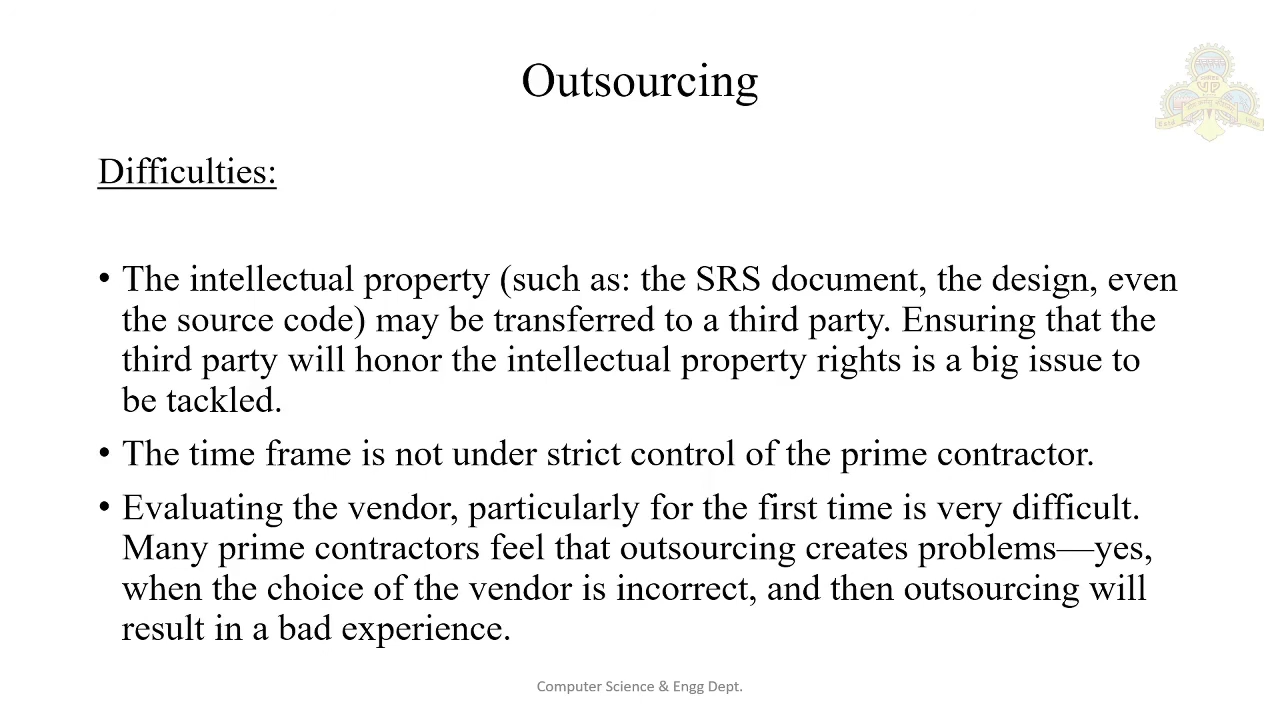 Outsourcing
Difficulties:
• The intellectual property (such as: the SRS document, the design, even
the source code) may be transferred to a third party. Ensuring that the
third party will honor the intellectual property rights is a big issue to
be tackled.
• The time frame is not under strict control of the prime contractor.
• Evaluating the vendor, particularly for the first time is very difficult.
Many prime contractors feel that outsourcing creates problems—yes,
when the choice of the vendor is incorrect, and then outsourcing will
result in a bad experience.
Computer Science & Engg Dept.